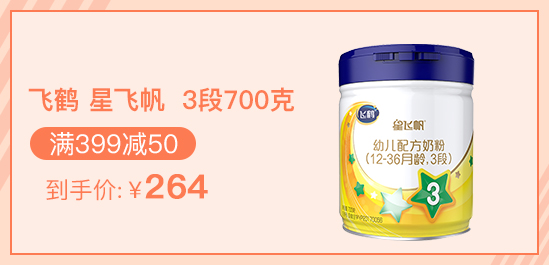 飞鹤 星飞帆 3段700克
满399减50
到手价:￥264
飞鹤
星飞帆
幼儿配方奶粉
(12-36月龄,3段)
3